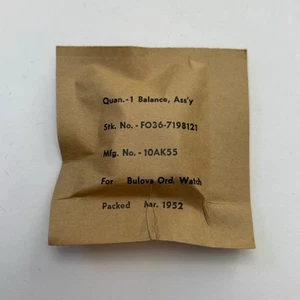 Quan.-1 Balance, Ass'y
Stk. No.-FO36-7198121
Mfg. No.-10AK55
For Bulova Ord. Watch
Packed Mar. 1952